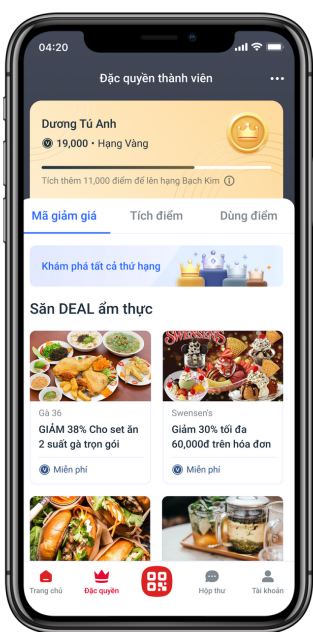 04:20
Đặc quyền thành viên
Dương Tú Anh
19,000 • Hạng Vàng
Tích thêm 11,000 điểm để lên hạng Bạch Kim
Mã giảm giá
Tích điểm
Dùng điểm
Khám phá tất cả thứ hạng
Săn DEAL ẩm thực
SWENSEN'S
Gà 36
GIẢM 38% Cho set ăn
2 suất gà trọn gói
Miễn phí
Swensen's
Giảm 30% tối đa
60,000đ trên hóa đơn
Miễn phí
Trang chủ
Đặc quyền
Hộp thư
Tài khoản